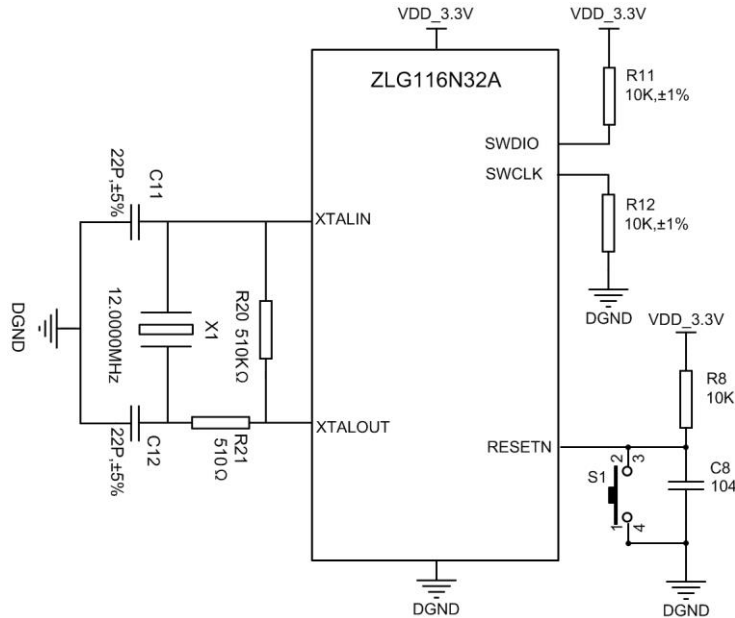 VDD_3.3V
VDD_3.3V
ZLG116N32A
R11
10K,±1%
SWDIO
SWCLK
C11
22P,±5%
XTALIN
R12
10K,±1%
R20 510KΩ
X1
12.0000MHz
DGND
DGND
VDD_3.3V
R8
10K
R21
510Ω
C12
22P,±5%
XTALOUT
RESETN
2
3
S1
C8
104
1
4
DGND
DGND